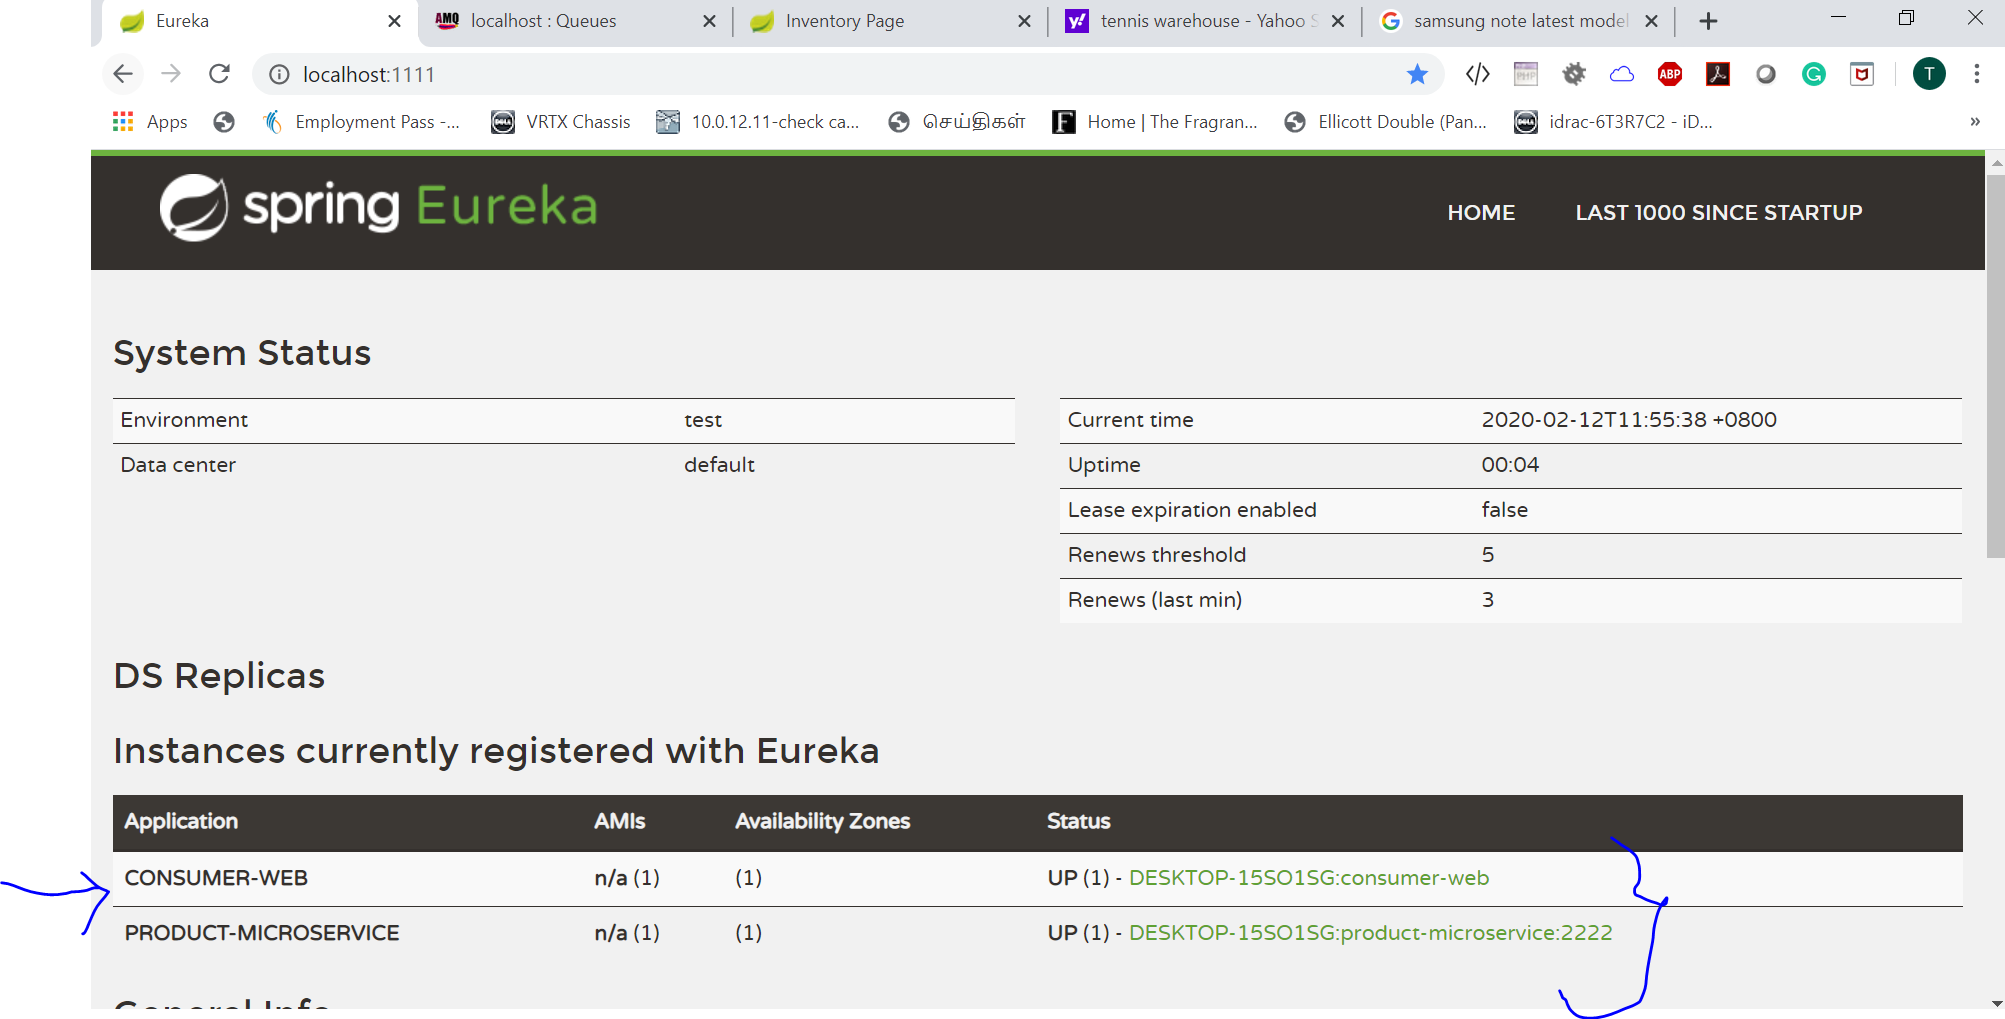 Eureka
localhost : Queues
Inventory Page
tennis warehouse - Yahoo S
samsung note latest model
localhost:1111
ABP
T
Apps
Employment Pass -...
VRTX Chassis
10.0.12.11-check ca...
செய்திகள்
Home | The Fragran...
Ellicott Double (Pan...
idrac-6T3R7C2 - iD...
»
spring Eureka
HOME
LAST 1000 SINCE STARTUP
System Status
Environment test
Data center default
Current time 2020-02-12T11:55:38 +0800
Uptime 00:04
Lease expiration enabled false
Renews threshold 5
Renews (last min) 3
DS Replicas
Instances currently registered with Eureka
Application AMIs Availability Zones Status
CONSUMER-WEB n/a (1) (1) UP (1) - DESKTOP-15SO1SG:consumer-web
PRODUCT-MICROSERVICE n/a (1) (1) UP (1) - DESKTOP-15SO1SG:product-microservice:2222
General Info